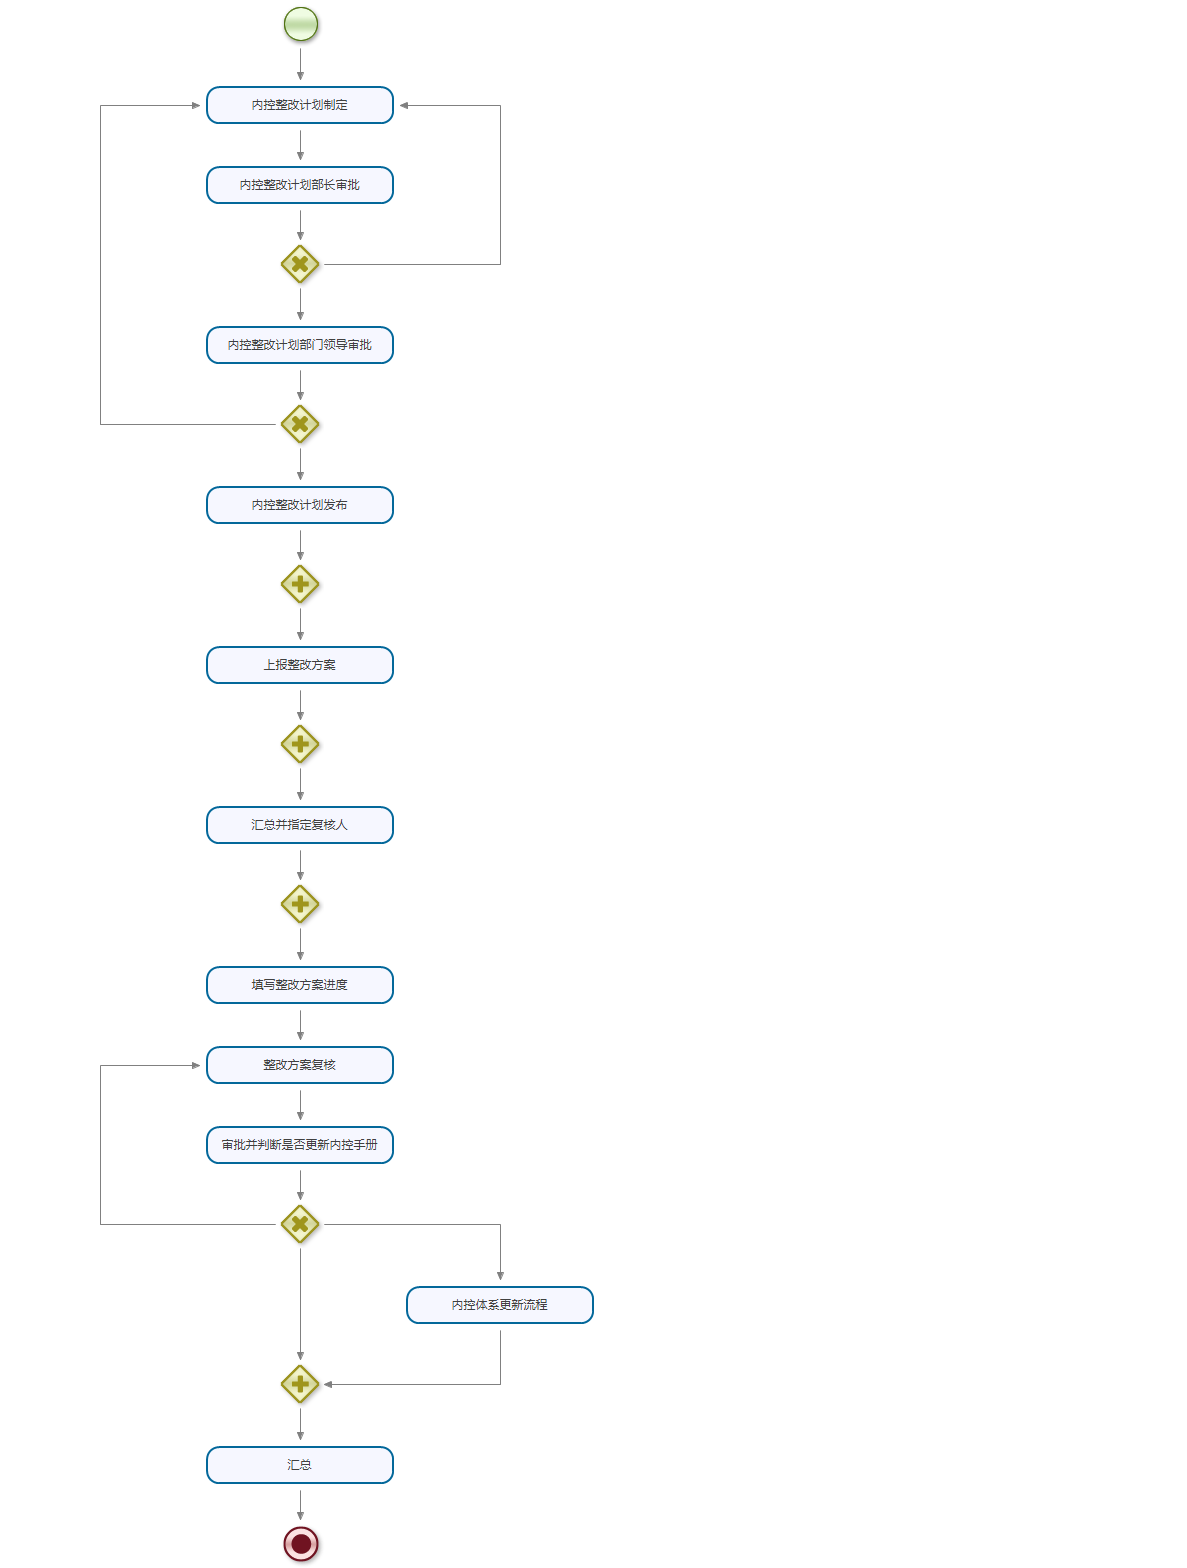 内控整改计划制定
内控整改计划部长审批
内控整改计划部门领导审批
内控整改计划发布
上报整改方案
汇总并指定复核人
填写整改方案进度
整改方案复核
审批并判断是否更新内控手册
内控体系更新流程
汇总